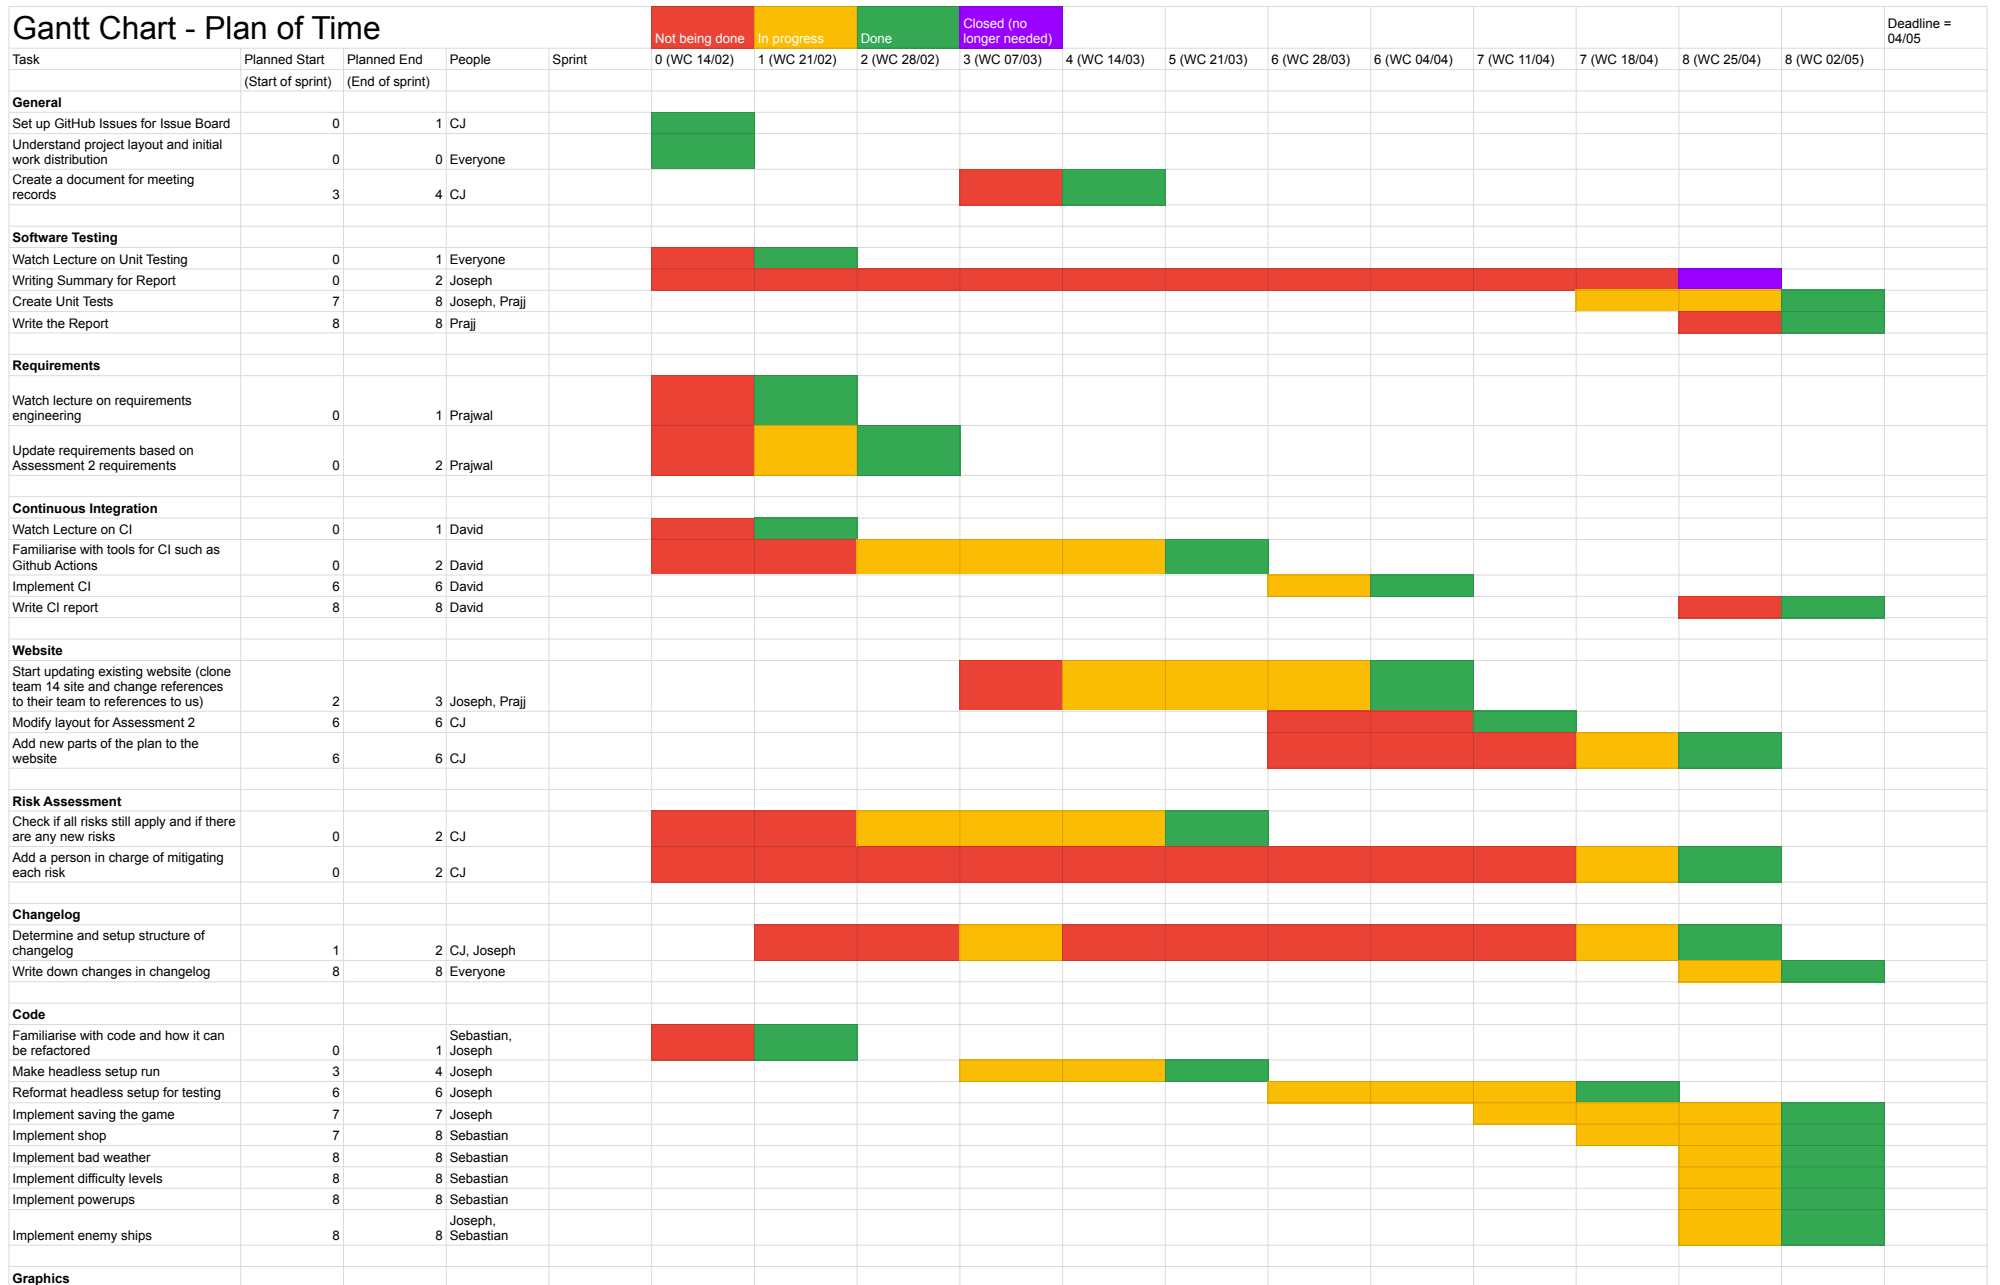 Gantt Chart - Plan of Time
Not being done
In progress
Done
Closed (no
longer needed)
Deadline =
04/05
Task Planned Start Planned End People Sprint 0 (WC 14/02) 1 (WC 21/02) 2 (WC 28/02) 3 (WC 07/03) 4 (WC 14/03) 5 (WC 21/03) 6 (WC 28/03) 6 (WC 04/04) 7 (WC 11/04) 7 (WC 18/04) 8 (WC 25/04) 8 (WC 02/05)
(Start of sprint) (End of sprint)
General
Set up GitHub Issues for Issue Board 0 1 CJ
Understand project layout and initial
work distribution 0 0 Everyone
Create a document for meeting
records 3 4 CJ
Software Testing
Watch Lecture on Unit Testing 0 1 Everyone
Writing Summary for Report 0 2 Joseph
Create Unit Tests 7 8 Joseph, Prajj
Write the Report 8 8 Prajj
Requirements
Watch lecture on requirements
engineering 0 1 Prajwal
Update requirements based on
Assessment 2 requirements 0 2 Prajwal
Continuous Integration
Watch Lecture on CI 0 1 David
Familiarise with tools for CI such as
Github Actions 0 2 David
Implement CI 6 6 David
Write CI report 8 8 David
Website
Start updating existing website (clone
team 14 site and change references
to their team to references to us) 2 3 Joseph, Prajj
Modify layout for Assessment 2 6 6 CJ
Add new parts of the plan to the
website 6 6 CJ
Risk Assessment
Check if all risks still apply and if there
are any new risks 0 2 CJ
Add a person in charge of mitigating
each risk 0 2 CJ
Changelog
Determine and setup structure of
changelog 1 2 CJ, Joseph
Write down changes in changelog 8 8 Everyone
Code
Familiarise with code and how it can
be refactored 0 1 Sebastian,
Joseph
Make headless setup run 3 4 Joseph
Reformat headless setup for testing 6 6 Joseph
Implement saving the game 7 7 Joseph
Implement shop 7 8 Sebastian
Implement bad weather 8 8 Sebastian
Implement difficulty levels 8 8 Sebastian
Implement powerups 8 8 Sebastian
Implement enemy ships 8 8 Joseph,
Sebastian
Graphics